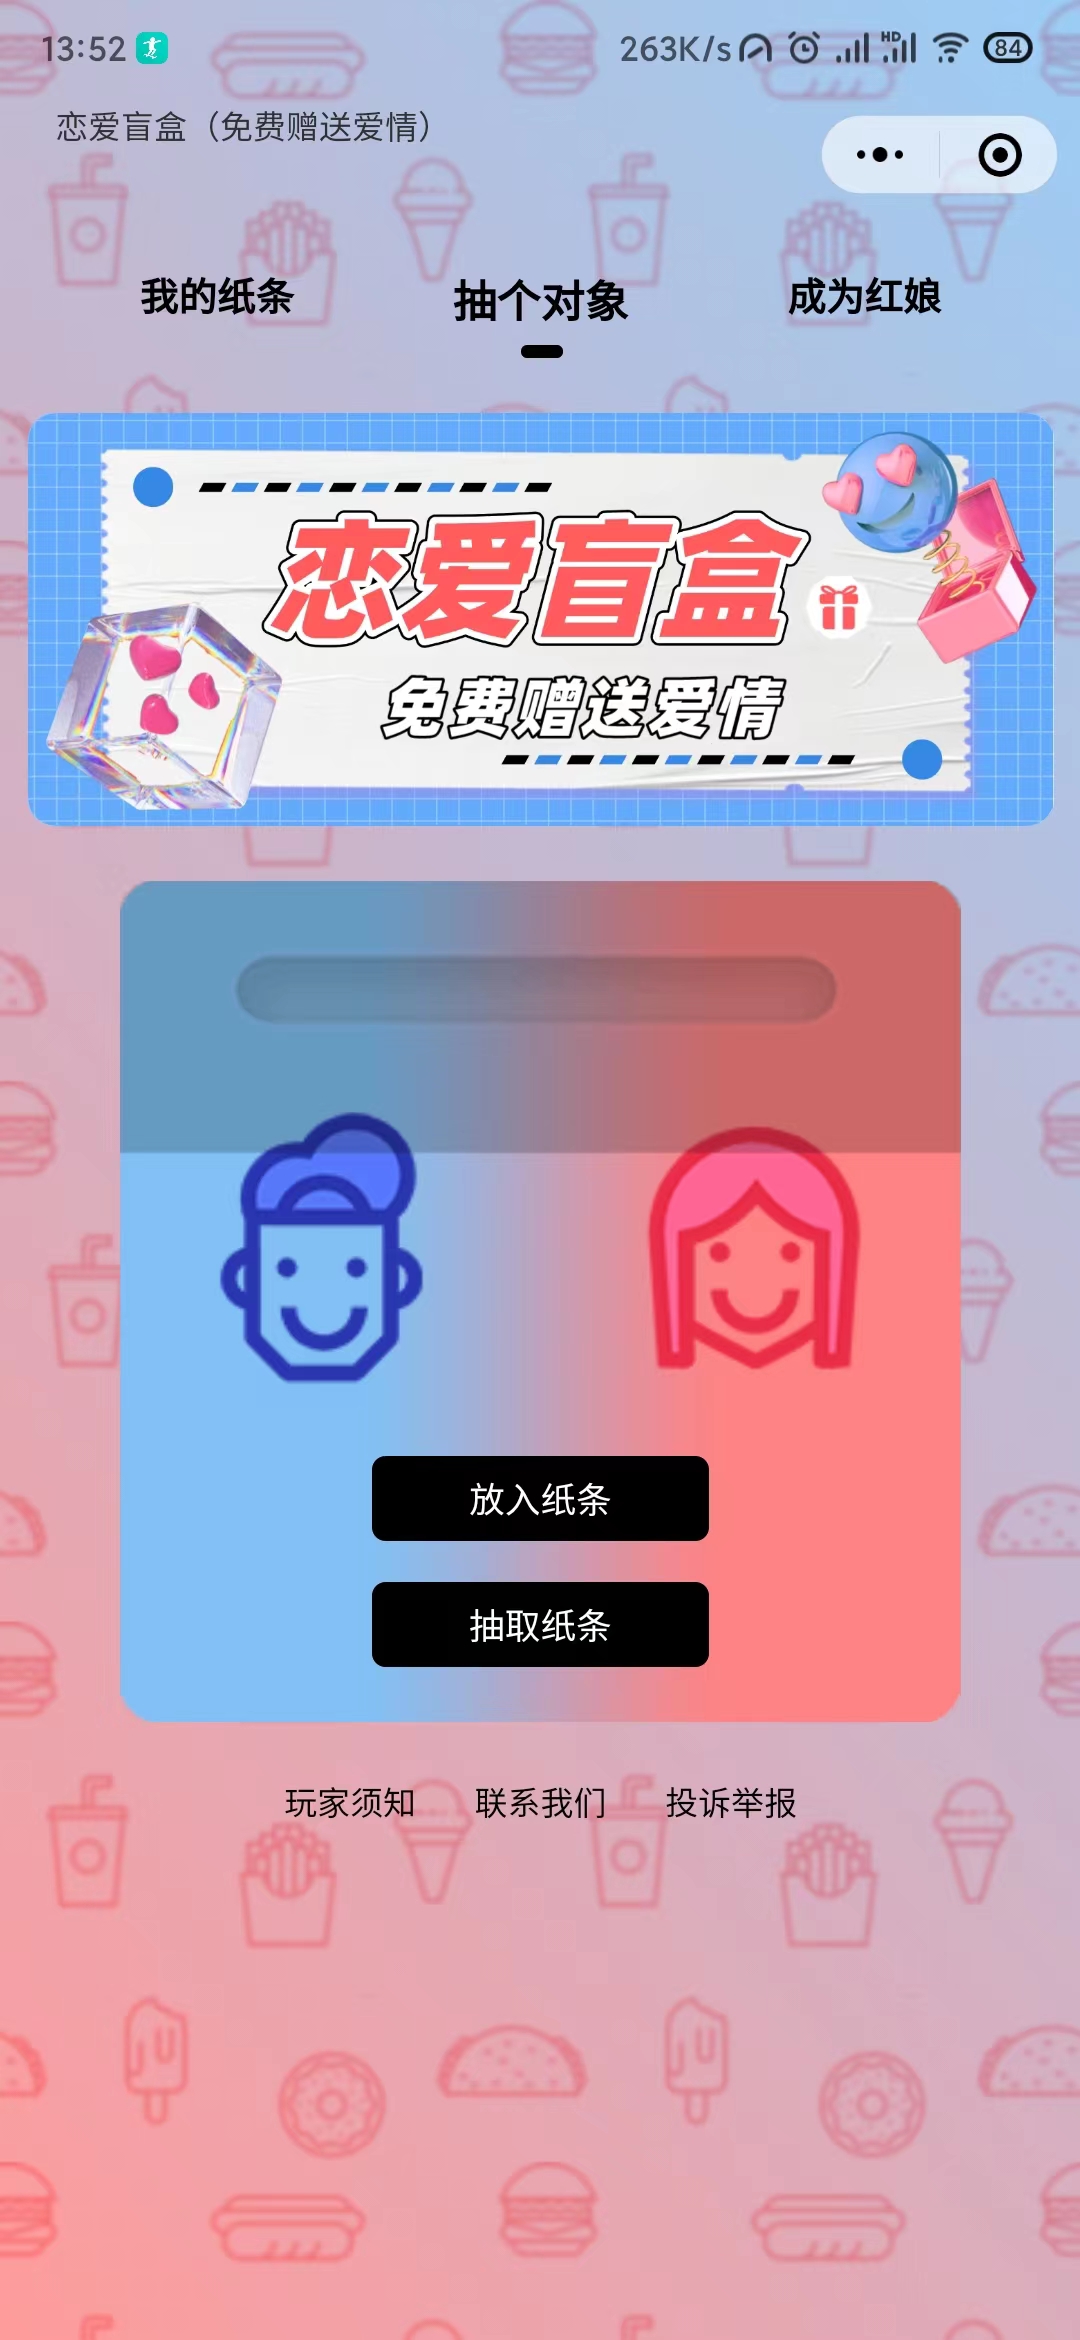 13:52
263K/s
HD
84
恋爱盲盒（免费赠送爱情）
我的纸条
抽个对象
成为红娘
恋爱盲盒
免费赠送爱情
放入纸条
抽取纸条
玩家须知
联系我们
投诉举报